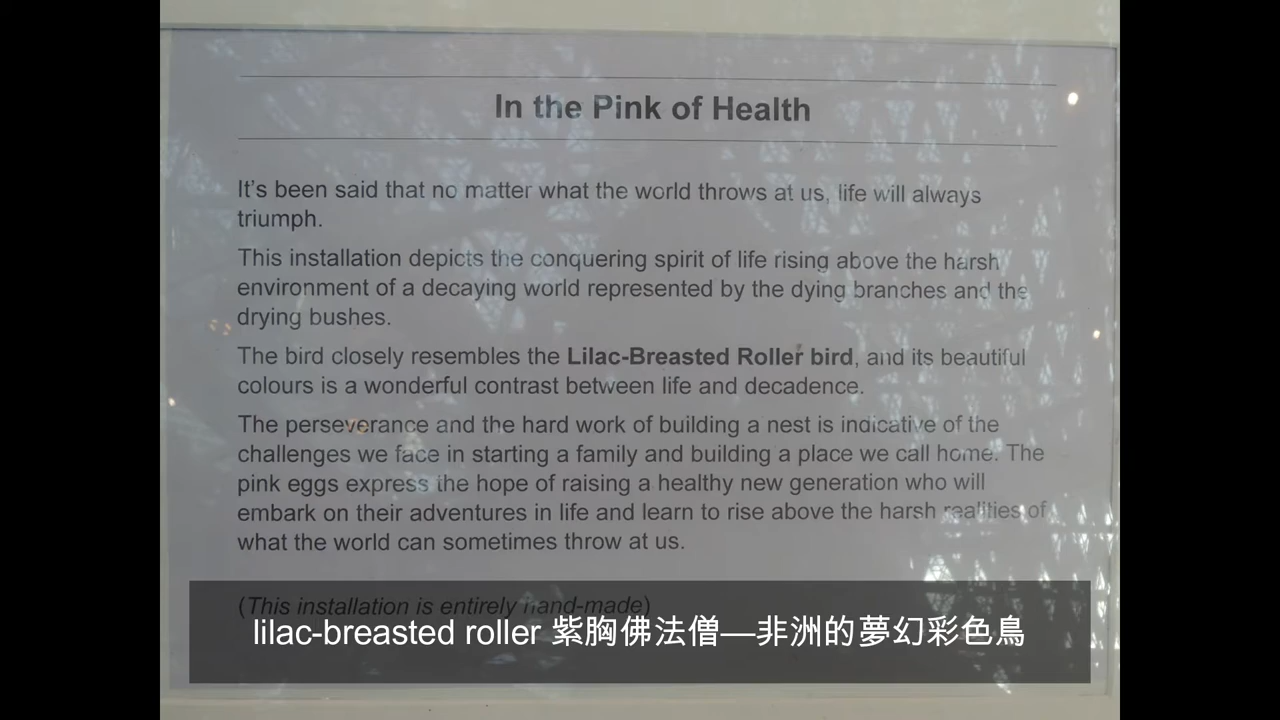 In the Pink of Health
It's been said that no matter what the world throws at us, life will always
triumph.
This installation depicts the conquering spirit of life rising above the harsh
environment of a decaying world represented by the dying branches and the
drying bushes.
The bird closely resembles the Lilac-Breasted Roller bird, and its beautiful
colours is a wonderful contrast between life and decadence.
The perseverance and the hard work of building a nest is indicative of the
challenges we face in starting a family and building a place we call home. The
pink eggs express the hope of raising a healthy new generation who will
embark on their adventures in life and learn to rise above the harsh realities of
what the world can sometimes throw at us.
(This installation is entirely hand-made)
lilac-breasted roller 紫胸佛法僧—非洲的夢幻彩色鳥